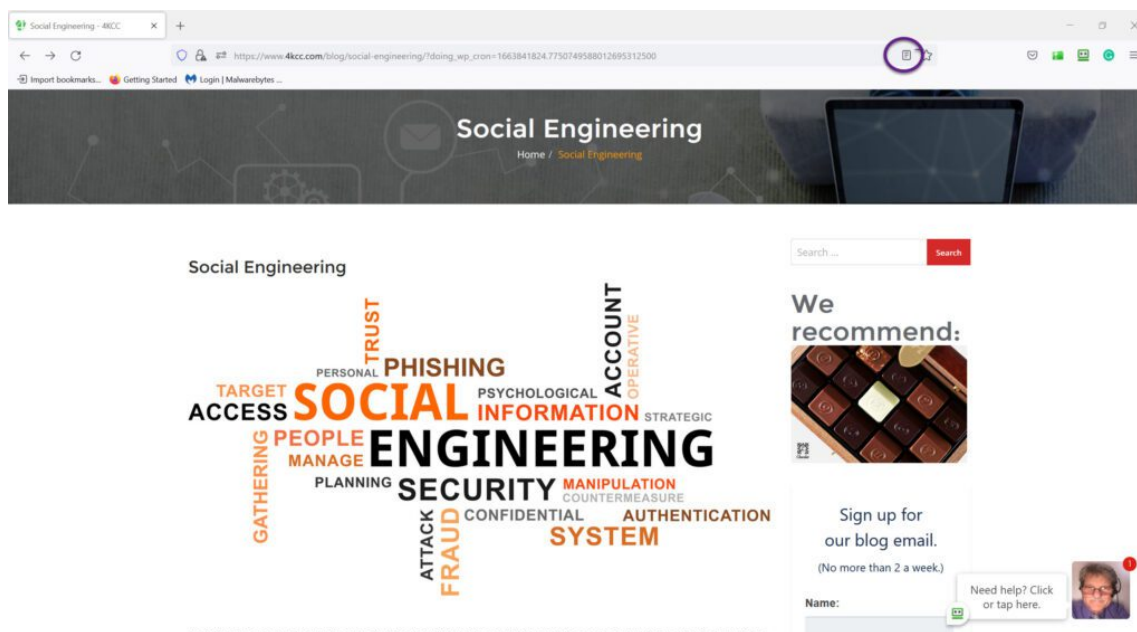 Social Engineering - 4KCC
https://www.4kcc.com/blog/social-engineering/?doing_wp_cron=1663841824.7750749588012695312500
Import bookmarks...
Getting Started
Login | Malwarebytes ...
Social Engineering
Home / Social Engineering
Search ...
Search
Social Engineering
We
recommend:
TRUST
ACCOUNT
OPERATIVE
PERSONAL
PHISHING
TARGET
PSYCHOLOGICAL
ACCESS
SOCIAL
INFORMATION
STRATEGIC
GATHERING
PEOPLE
ENGINEERING
MANAGE
PLANNING
SECURITY
MANIPULATION
COUNTERMEASURE
ATTACK
FRAUD
CONFIDENTIAL
AUTHENTICATION
SYSTEM
Sign up for
our blog email.
(No more than 2 a week.)
Name:
Need help? Click
or tap here.
1